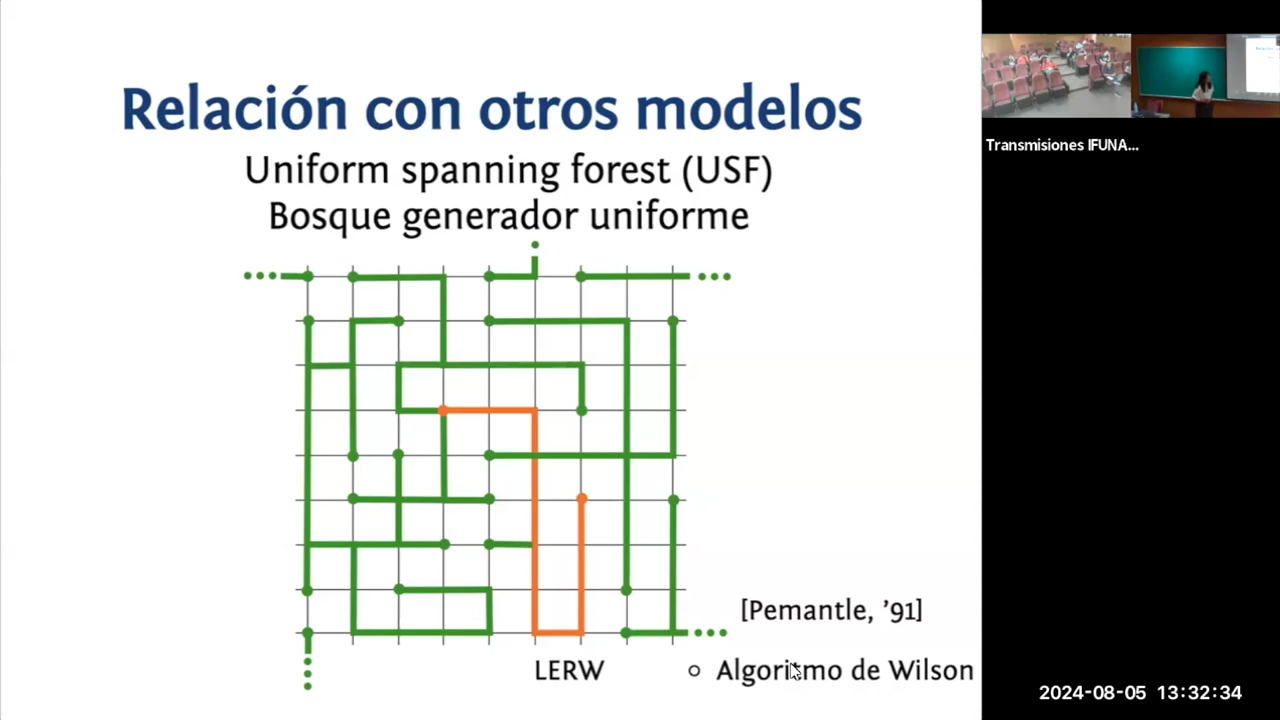 Relación con otros modelos
Uniform spanning forest (USF)
Bosque generador uniforme
[Pemantle, ’91]
LERW
Algoritmo de Wilson
Transmisiones IFUNA...
2024-08-05 13:32:34